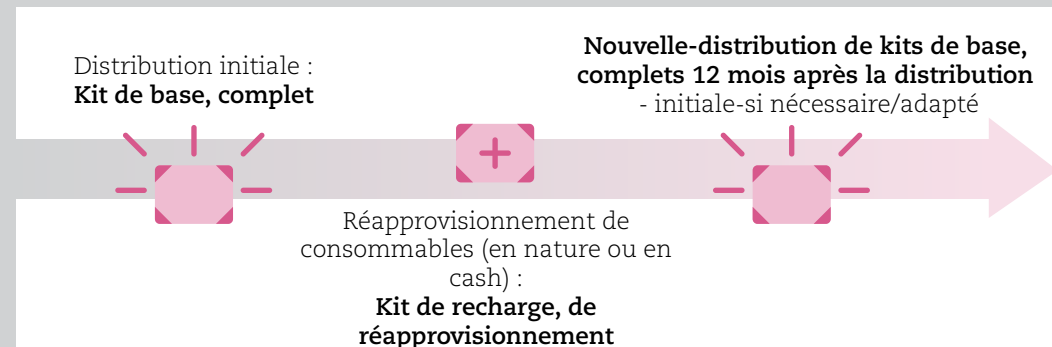 Distribution initiale :
Kit de base, complet
Réapprovisionnement de
consommables (en nature ou en
cash) :
Kit de recharge, de
réapprovisionnement
Nouvelle-distribution de kits de base,
complets 12 mois après la distribution
- initiale-si nécessaire/adapté